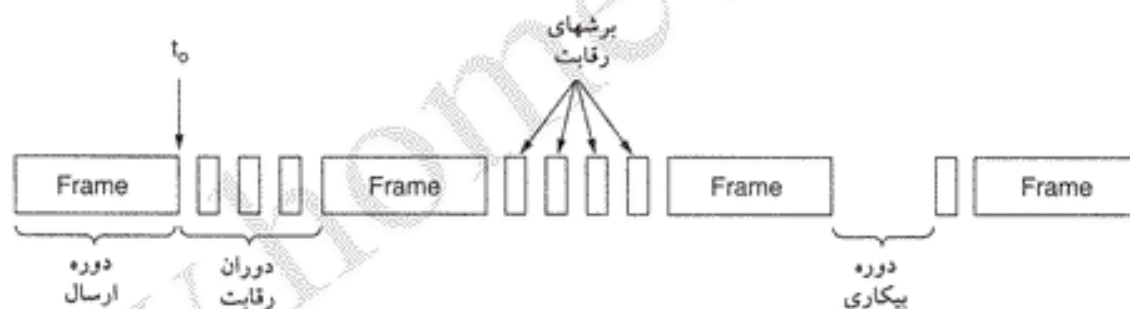 برشهای
رقابت
t₀
Frame
Frame
Frame
Frame
دوره
ارسال
دوران
رقابت
دوره
بیکاری